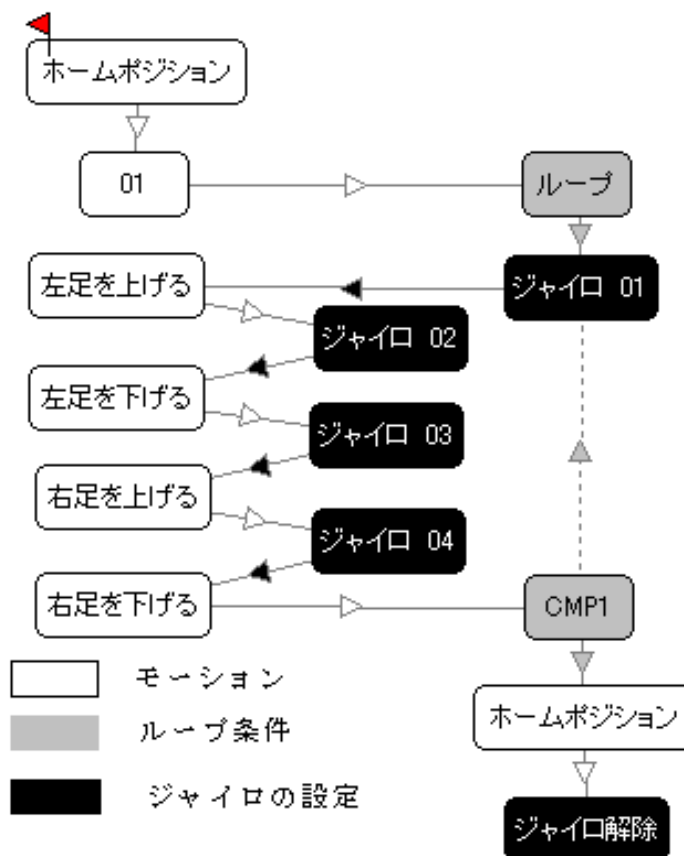 ホームポジション
01
ループ
ジャイロ 01
左足を上げる
ジャイロ 02
左足を下げる
ジャイロ 03
右足を上げる
ジャイロ 04
右足を下げる
CMP1
ホームポジション
ジャイロ解除
モーション
ループ条件
ジャイロの設定